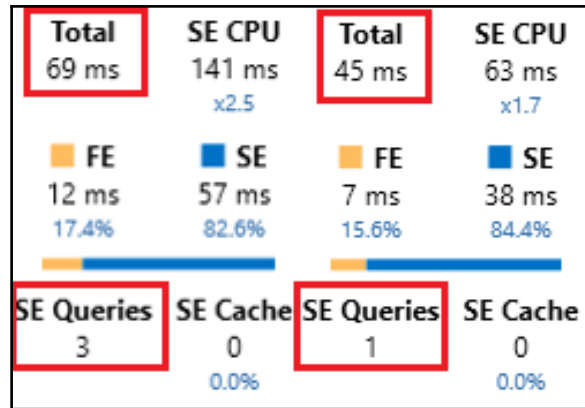 Total SE CPU Total SE CPU
69 ms 141 ms 45 ms 63 ms
x2.5 x1.7
FE SE FE SE
12 ms 57 ms 7 ms 38 ms
17.4% 82.6% 15.6% 84.4%
SE Queries SE Cache SE Queries SE Cache
3 0 1 0
0.0% 0.0%